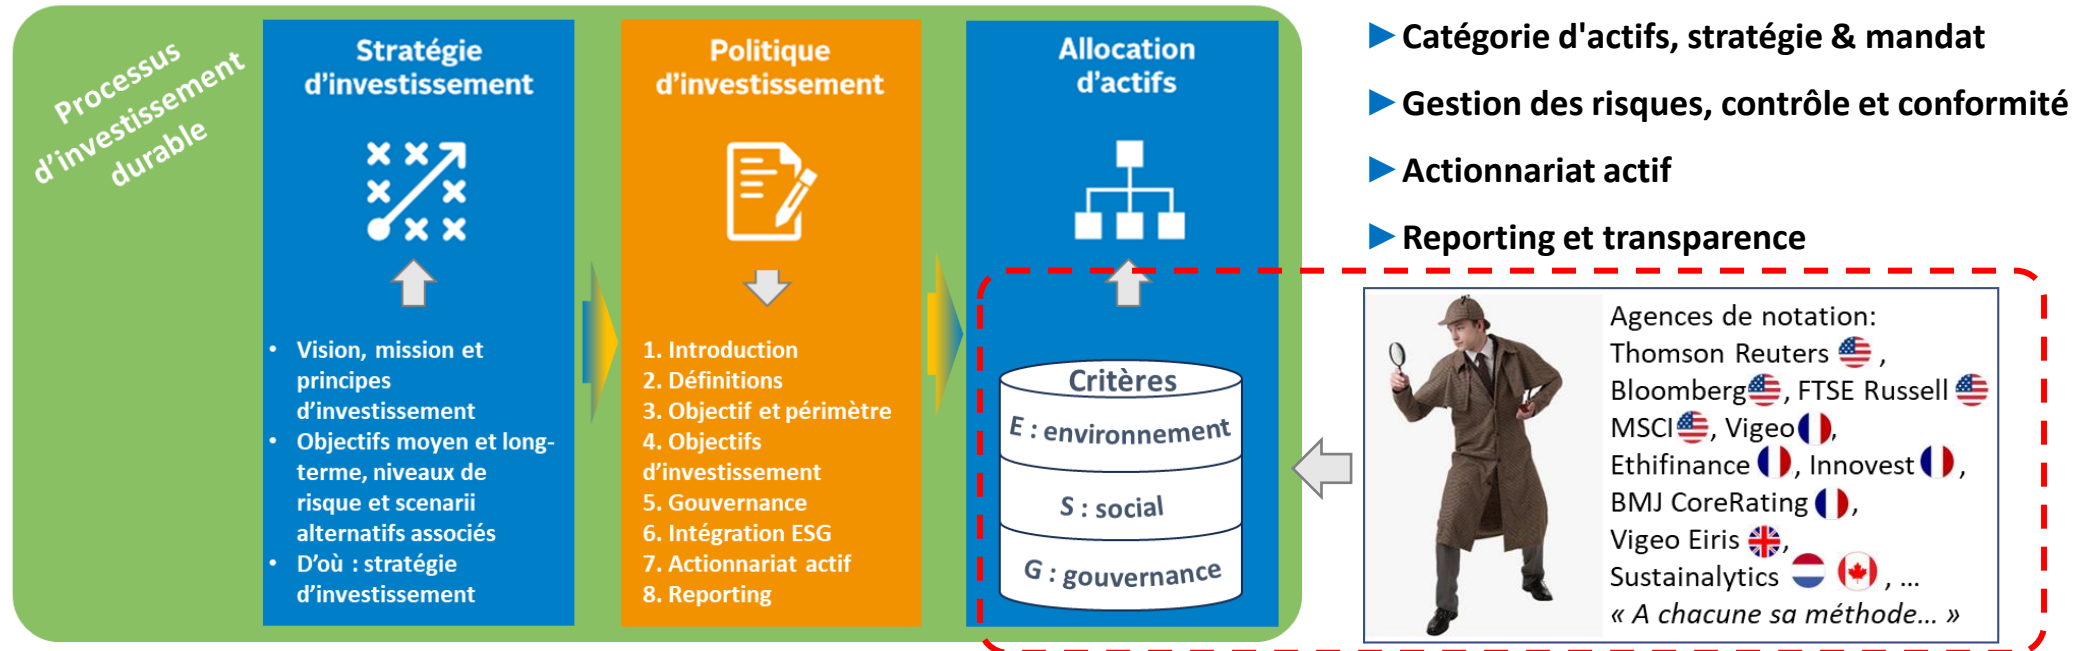 Processus
d'investissement
durable
Stratégie
d'investissement
• Vision, mission et
principes
d'investissement
• Objectifs moyen et long-
terme, niveaux de
risque et scenarii
alternatifs associés
• D'où : stratégie
d'investissement
Politique
d'investissement
1. Introduction
2. Définitions
3. Objectif et périmètre
4. Objectifs
d'investissement
5. Gouvernance
6. Intégration ESG
7. Actionnariat actif
8. Reporting
Allocation
d'actifs
Critères
E : environnement
S : social
G : gouvernance
Catégorie d'actifs, stratégie & mandat
Gestion des risques, contrôle et conformité
Actionnariat actif
Reporting et transparence
Agences de notation:
Thomson Reuters ,
Bloomberg, FTSE Russell
MSCI, Vigeo,
Ethifinance , Innovest ,
BMJ CoreRating ,
Vigeo Eiris ,
Sustainalytics , ...
« A chacune sa méthode... »